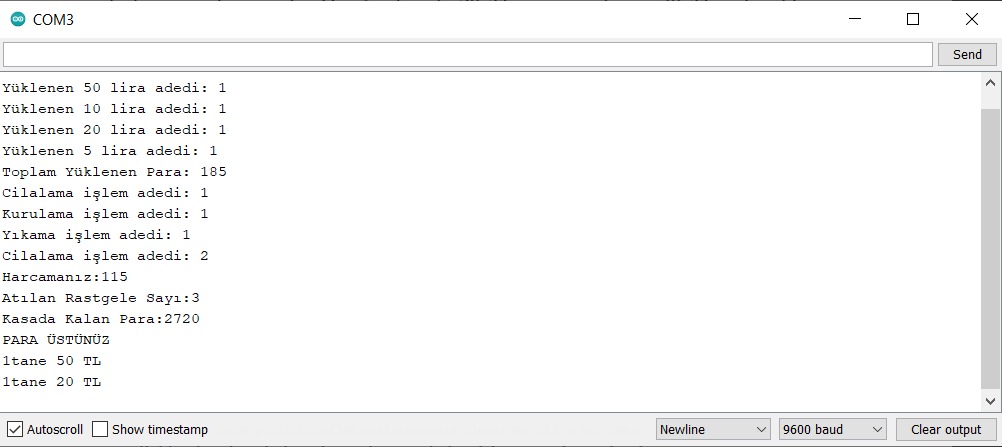 COM3
Send
Yüklenen 50 lira adedi: 1
Yüklenen 10 lira adedi: 1
Yüklenen 20 lira adedi: 1
Yüklenen 5 lira adedi: 1
Toplam Yüklenen Para: 185
Cilalama işlem adedi: 1
Kurulama işlem adedi: 1
Yıkama işlem adedi: 1
Cilalama işlem adedi: 2
Harcamanız:115
Atılan Rastgele Sayı:3
Kasada Kalan Para:2720
PARA ÜSTÜNÜZ
1tane 50 TL
1tane 20 TL
Autoscroll Show timestamp Newline 9600 baud Clear output